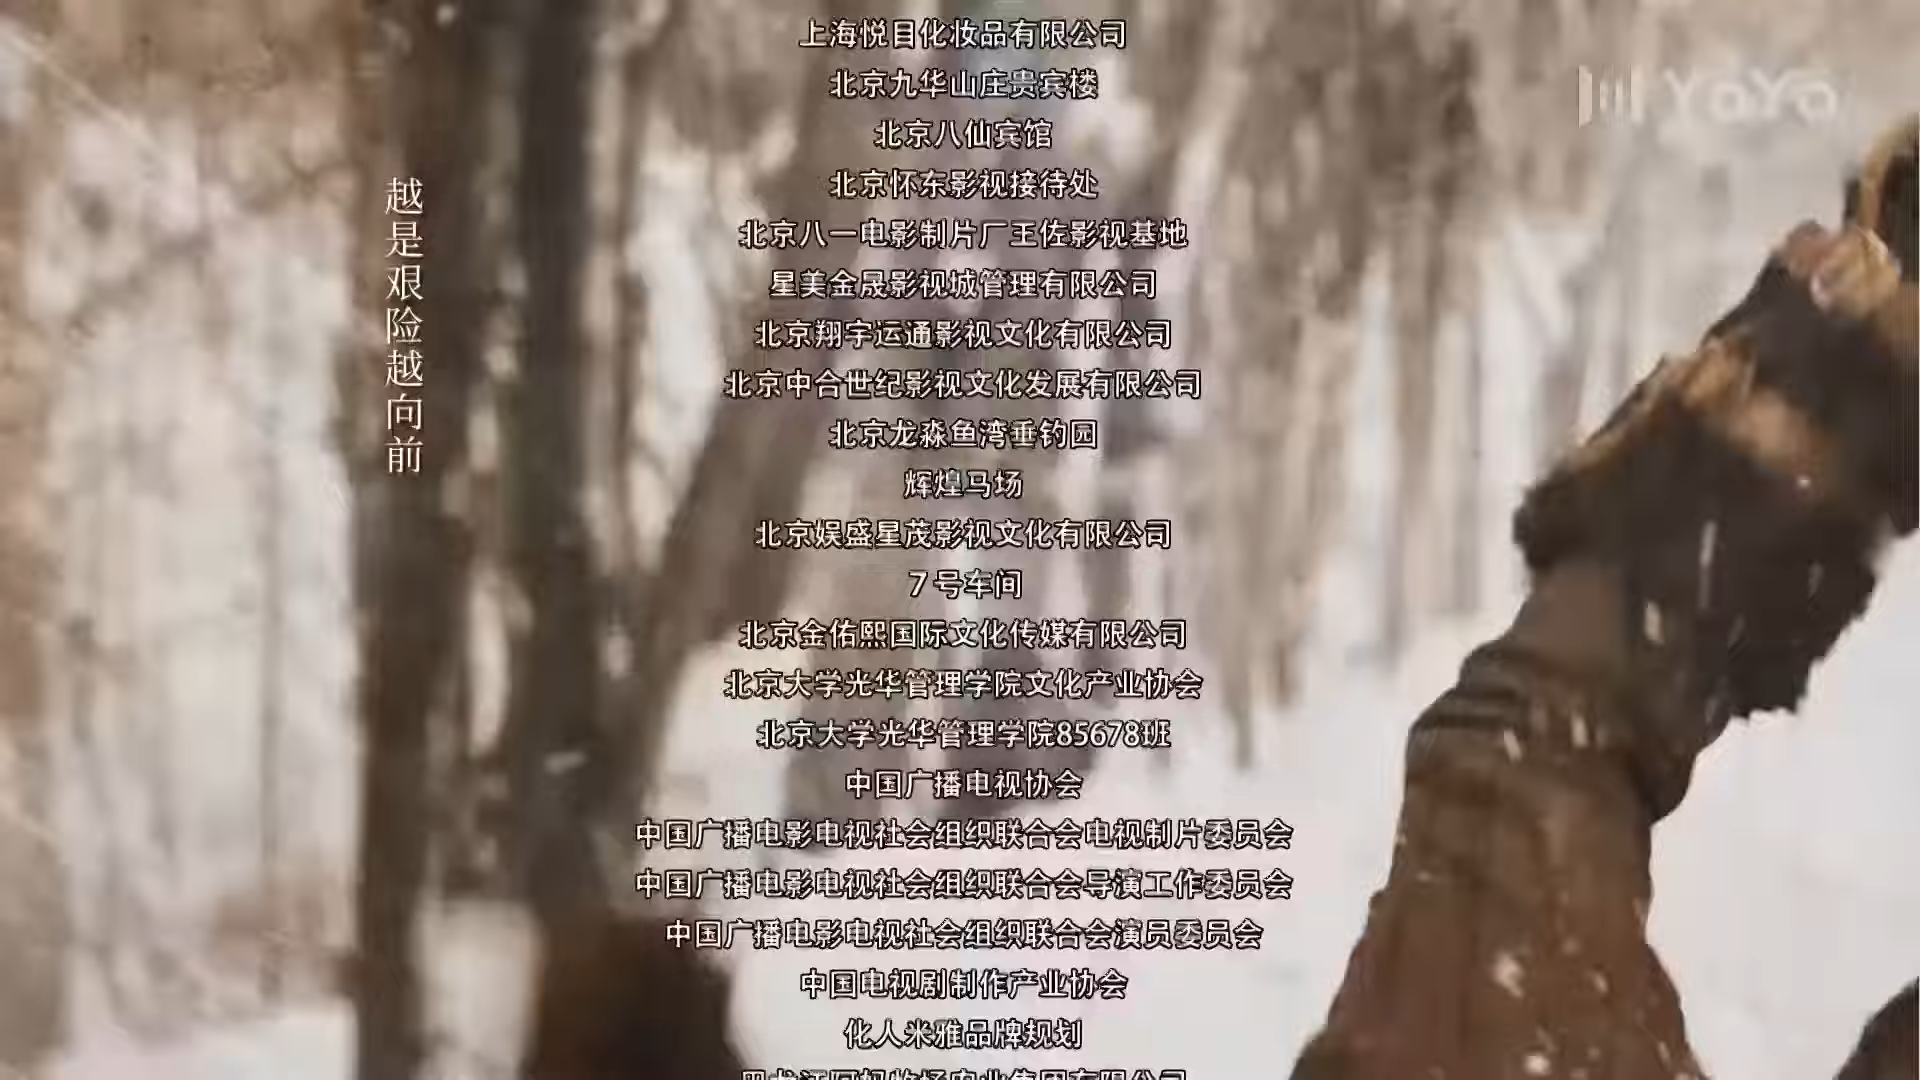 上海悦目化妆品有限公司
北京九华山庄贵宾楼
北京八仙宾馆
北京怀东影视接待处
北京八一电影制片厂王佐影视基地
星美金晟影视城管理有限公司
北京翔宇运通影视文化有限公司
北京中合世纪影视文化发展有限公司
北京龙淼鱼湾垂钓园
辉煌马场
北京娱盛星茂影视文化有限公司
7号车间
北京金佑熙国际文化传媒有限公司
北京大学光华管理学院文化产业协会
北京大学光华管理学院85678班
中国广播电视协会
中国广播电影电视社会组织联合会电视制片委员会
中国广播电影电视社会组织联合会导演工作委员会
中国广播电影电视社会组织联合会演员委员会
中国电视剧制作产业协会
化人米雅品牌规划
越是艰险越向前
YoYo